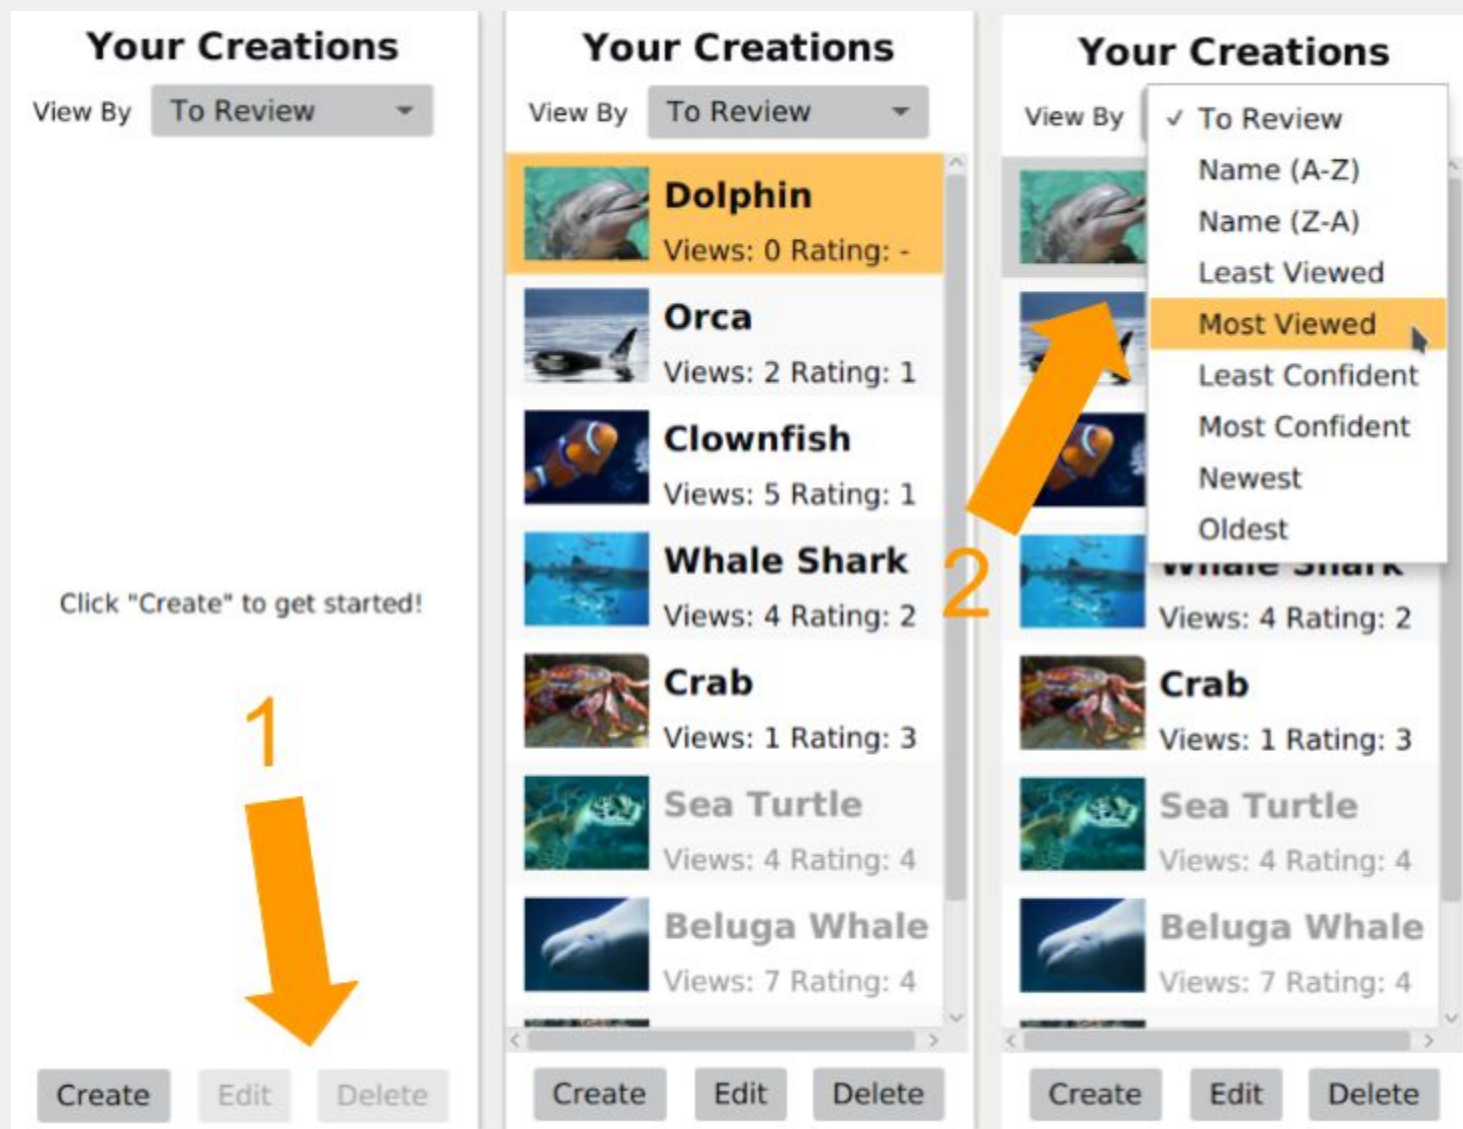 Your Creations
View By To Review
Click "Create" to get started!
1
Create Edit Delete
Your Creations
View By To Review
Dolphin
Views: 0 Rating: -
Orca
Views: 2 Rating: 1
Clownfish
Views: 5 Rating: 1
Whale Shark
Views: 4 Rating: 2
Crab
Views: 1 Rating: 3
Sea Turtle
Views: 4 Rating: 4
Beluga Whale
Views: 7 Rating: 4
Create Edit Delete
2
Your Creations
View By ✓ To Review
Name (A-Z)
Name (Z-A)
Least Viewed
Most Viewed
Least Confident
Most Confident
Newest
Oldest
Whale Shark
Views: 4 Rating: 2
Crab
Views: 1 Rating: 3
Sea Turtle
Views: 4 Rating: 4
Beluga Whale
Views: 7 Rating: 4
Create Edit Delete